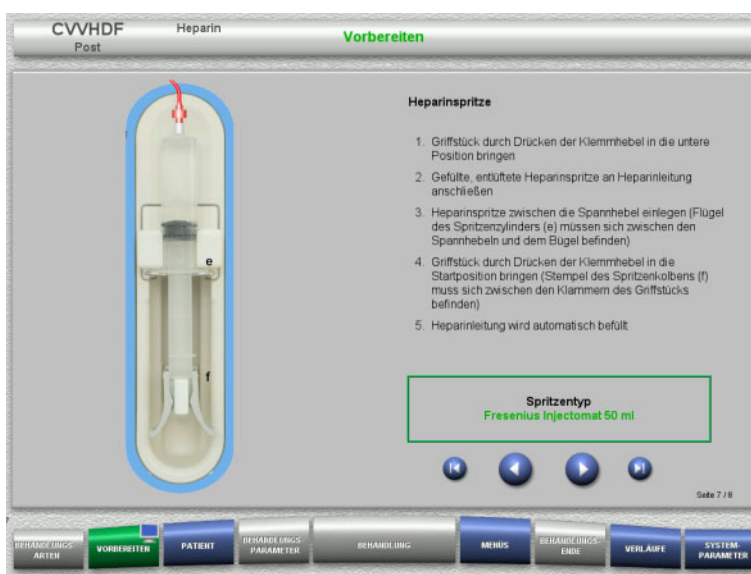 CVVHDF
Post
Heparin
Vorbereiten
e
f
Heparinspritze
1. Griffstück durch Drücken der Klemmhebel in die untere
Position bringen
2. Gefüllte, entlüftete Heparinspritze an Heparinleitung
anschließen
3. Heparinspritze zwischen die Spannhebel einlegen (Flügel
des Spritzenzylinders (e) müssen sich zwischen den
Spannhebeln und dem Bügel befinden)
4. Griffstück durch Drücken der Klemmhebel in die
Startposition bringen (Stempel des Spritzenkolbens (f)
muss sich zwischen den Klammern des Griffstücks
befinden)
5. Heparinleitung wird automatisch befüllt
Spritzentyp
Fresenius Injectomat 50 ml
Seite 7 / 8
BEHANDLUNGS-
ARTEN
VORBEREITEN
PATIENT
BEHANDLUNGS-
PARAMETER
BEHANDLUNG
MENÜS
BEHANDLUNGS-
ENDE
VERLÄUFE
SYSTEM-
PARAMETER